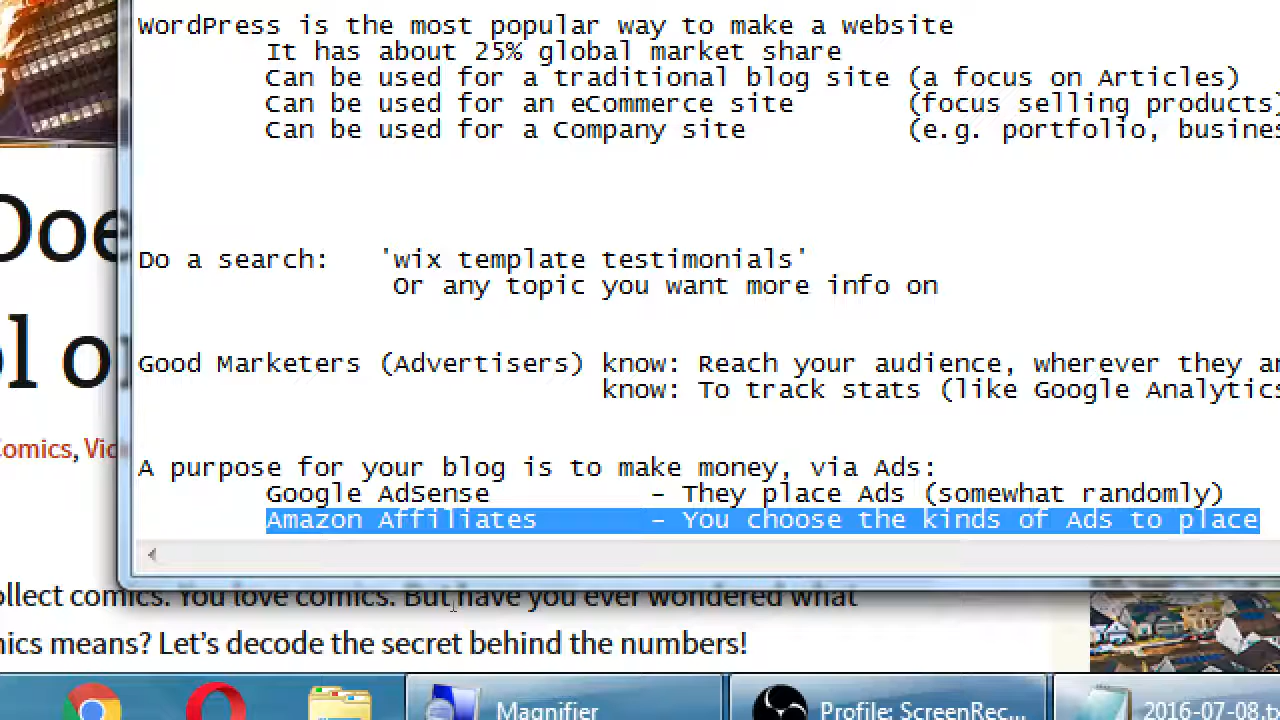 WordPress is the most popular way to make a website
It has about 25% global market share
Can be used for a traditional blog site (a focus on Articles)
Can be used for an eCommerce site (focus selling products)
Can be used for a Company site (e.g. portfolio,
Doe
Do a search: 'wix template testimonials'
Or any topic you want more info on
ol o
Good Marketers (Advertisers) know: Reach your audience, wherever they
know: To track stats (like Google Analytics
Comics, Vi
A purpose for your blog is to make money, via Ads:
Google AdSense - They place Ads (somewhat randomly)
Amazon Affiliates - You choose the kinds of Ads to place
ollect comics. You love comics. But have you ever wondered what
mics means? Let's decode the secret behind the numbers!
Magnifier Profile: ScreenRec... 2016-07-08.t